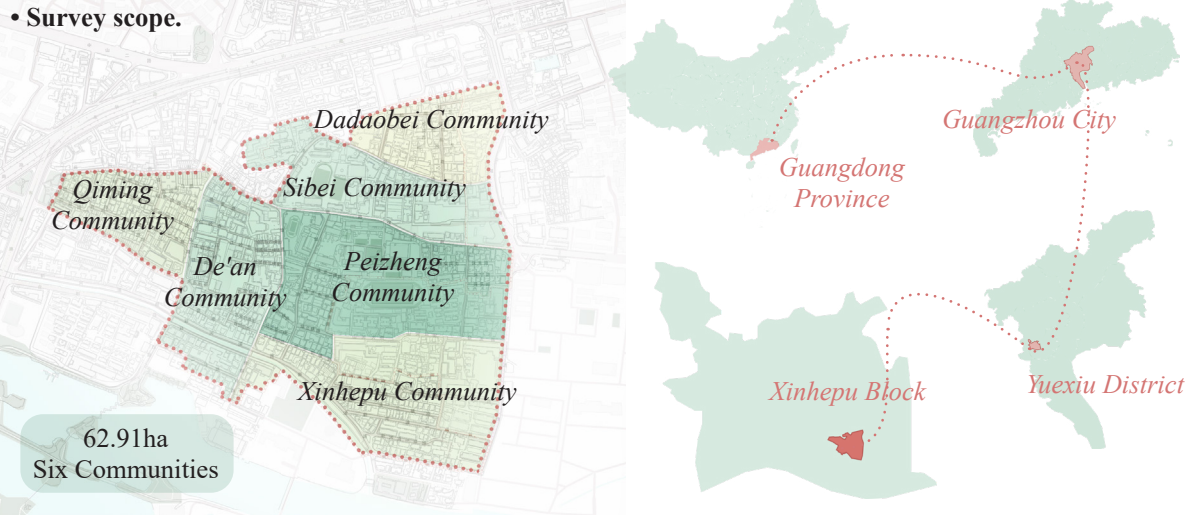 • Survey scope.
Dadaobei Community
Sibei Community
Qiming
Community
De'an
Community
Peizheng
Community
Xinhepu Community
62.91ha
Six Communities
Guangdong
Province
Guangzhou City
Xinhepu Block
Yuexiu District